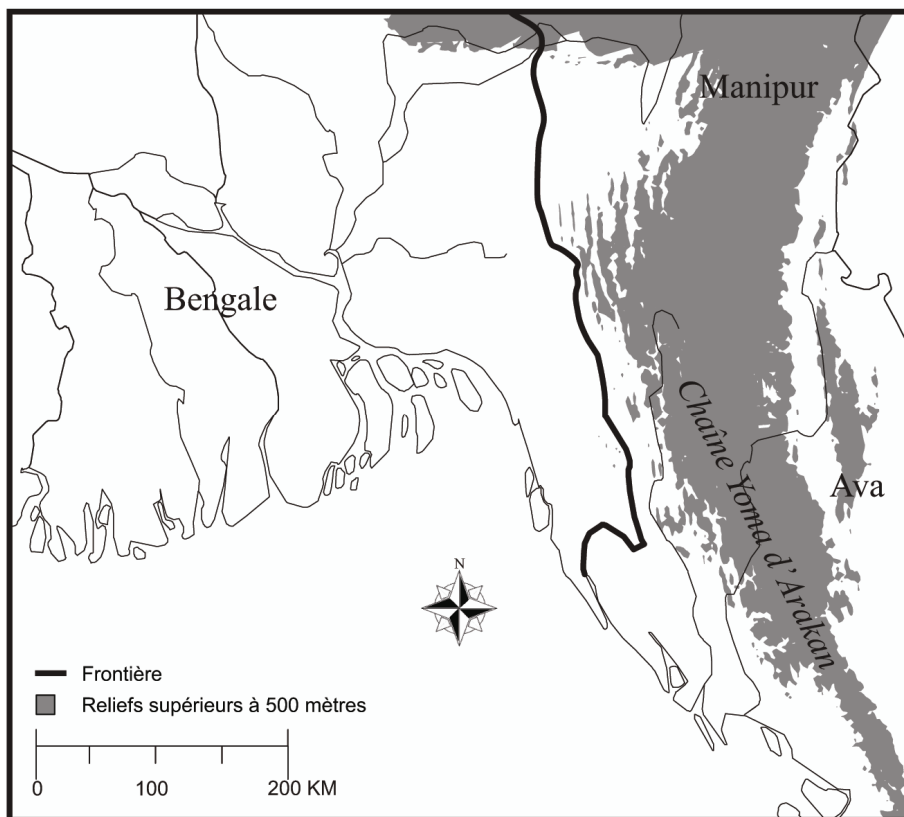 Manipur
Bengale
Chaîne Yoma d'Arakan
Ava
N
Frontière
Reliefs supérieurs à 500 mètres
0 100 200 KM